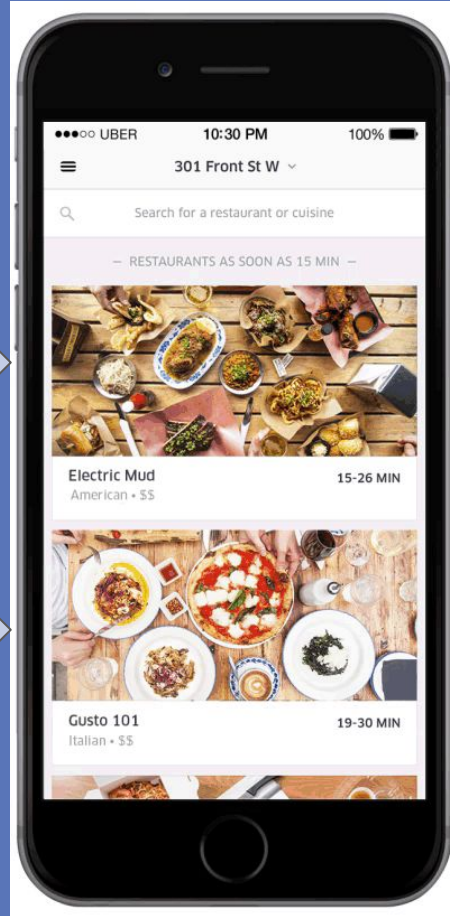 ●●●○○ UBER 10:30 PM 100%
301 Front St W
Search for a restaurant or cuisine
— RESTAURANTS AS SOON AS 15 MIN —
Electric Mud 15-26 MIN
American • $$
Gusto 101 19-30 MIN
Italian • $$